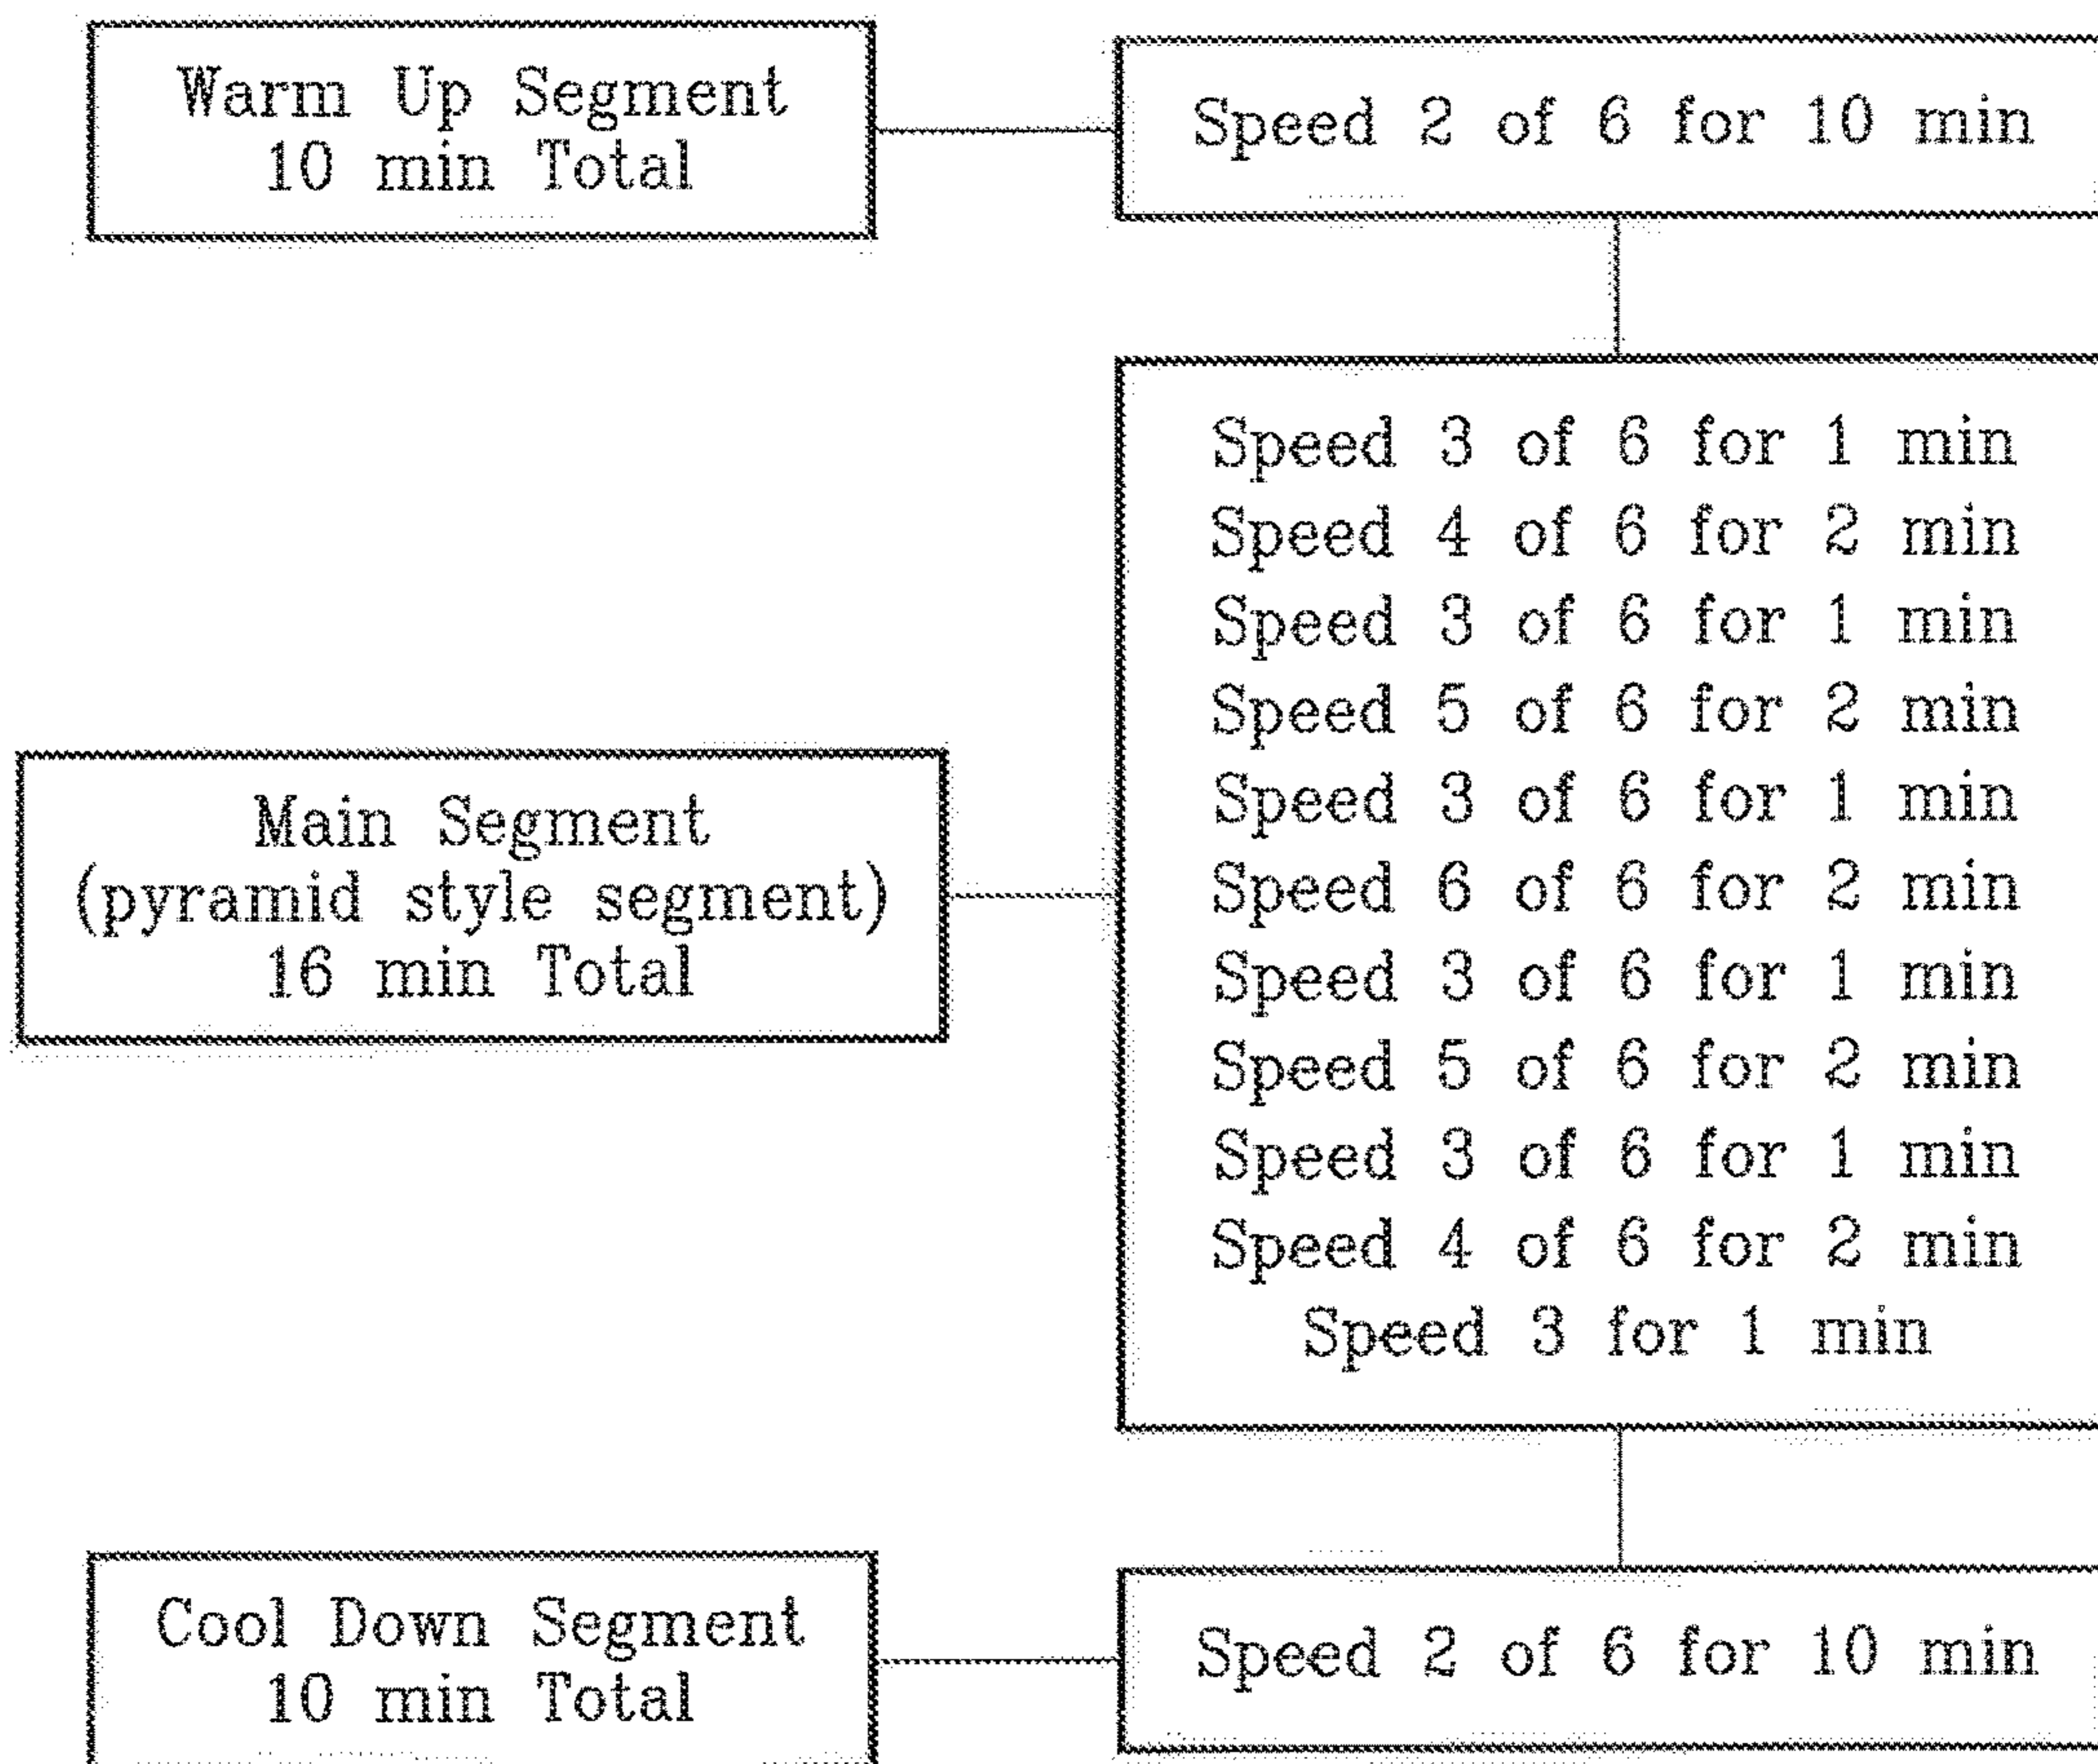 Warm Up Segment
10 min Total
Speed 2 of 6 for 10 min
Main Segment
(pyramid style segment)
16 min Total
Speed 3 of 6 for 1 min
Speed 4 of 6 for 2 min
Speed 3 of 6 for 1 min
Speed 5 of 6 for 2 min
Speed 3 of 6 for 1 min
Speed 6 of 6 for 2 min
Speed 3 of 6 for 1 min
Speed 5 of 6 for 2 min
Speed 3 of 6 for 1 min
Speed 4 of 6 for 2 min
Speed 3 for 1 min
Cool Down Segment
10 min Total
Speed 2 of 6 for 10 min